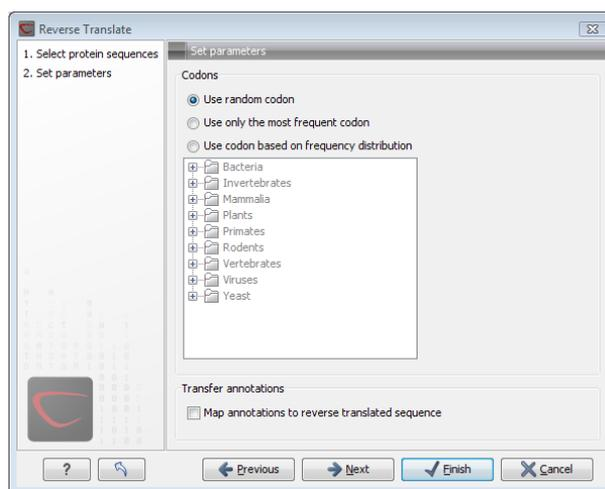 Reverse Translate
1. Select protein sequences
2. Set parameters
Set parameters
Codons
Use random codon
Use only the most frequent codon
Use codon based on frequency distribution
Bacteria
Invertebrates
Mammalia
Plants
Primates
Rodents
Vertebrates
Viruses
Yeast
Transfer annotations
Map annotations to reverse translated sequence
? Previous Next Finish Cancel